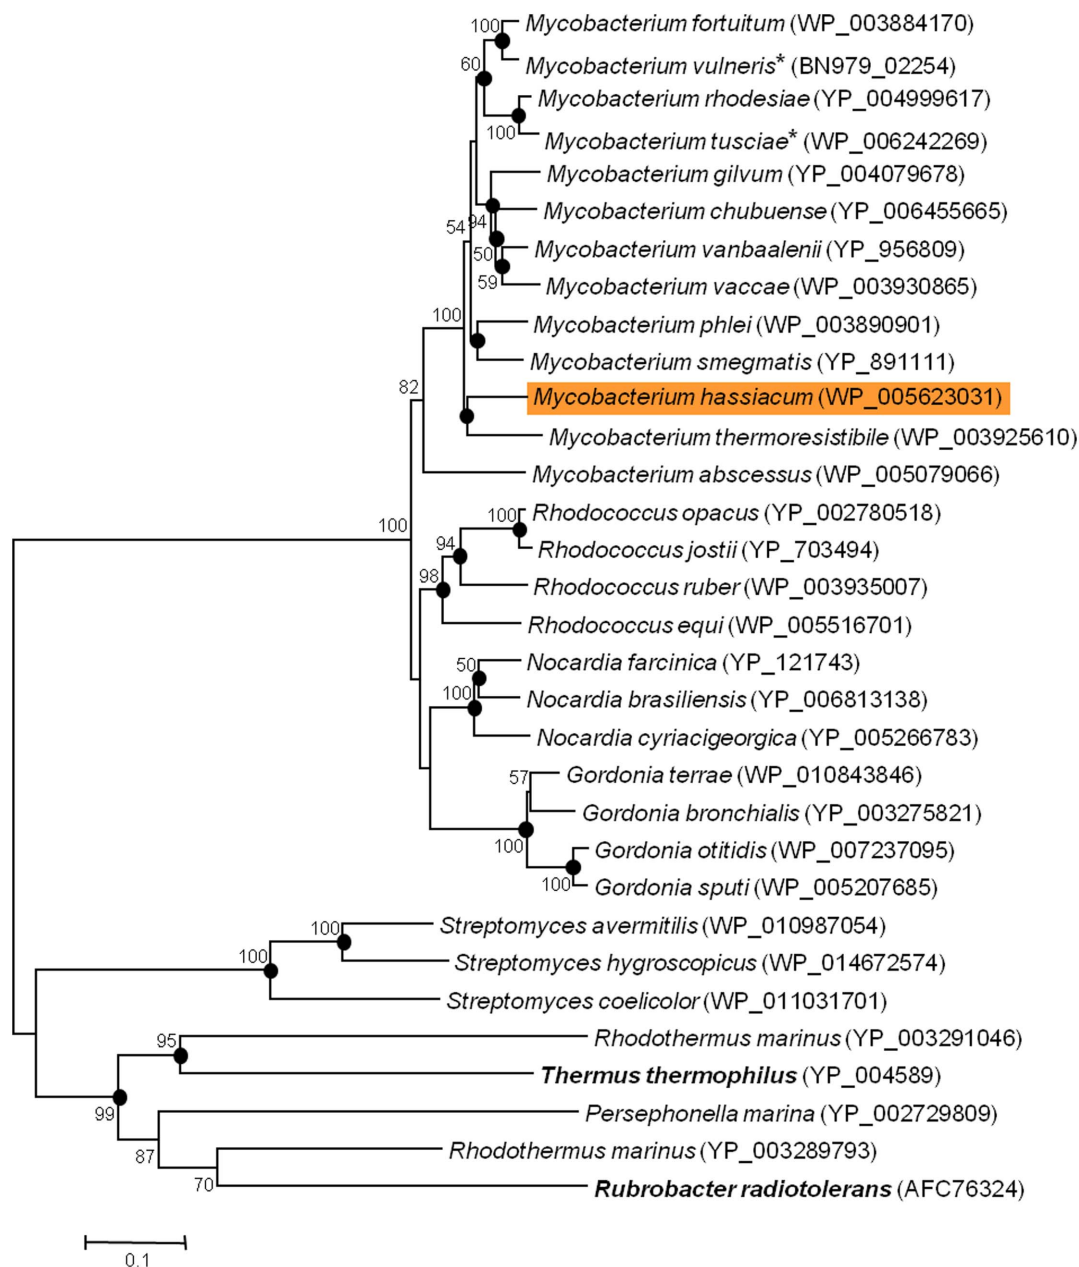 100 Mycobacterium fortuitum (WP_003884170)
60 Mycobacterium vulneris* (BN979_02254)
Mycobacterium rhodesiae (YP_004999617)
100 Mycobacterium tusciae* (WP_006242269)
Mycobacterium gilvum (YP_004079678)
54 94 Mycobacterium chubuense (YP_006455665)
50 Mycobacterium vanbaalenii (YP_956809)
59 Mycobacterium vaccae (WP_003930865)
100 Mycobacterium phlei (WP_003890901)
Mycobacterium smegmatis (YP_891111)
82 Mycobacterium hassiacum (WP_005623031)
Mycobacterium thermoresistibile (WP_003925610)
Mycobacterium abscessus (WP_005079066)
100 100 Rhodococcus opacus (YP_002780518)
94 Rhodococcus jostii (YP_703494)
98 Rhodococcus ruber (WP_003935007)
Rhodococcus equi (WP_005516701)
50 Nocardia farcinica (YP_121743)
100 Nocardia brasiliensis (YP_006813138)
Nocardia cyriacigeorgica (YP_005266783)
57 Gordonia terrae (WP_010843846)
Gordonia bronchialis (YP_003275821)
100 Gordonia otitidis (WP_007237095)
100 Gordonia sputi (WP_005207685)
100 Streptomyces avermitilis (WP_010987054)
100 Streptomyces hygroscopicus (WP_014672574)
Streptomyces coelicolor (WP_011031701)
95 Rhodothermus marinus (YP_003291046)
Thermus thermophilus (YP_004589)
99 Persephonella marina (YP_002729809)
87 Rhodothermus marinus (YP_003289793)
70 Rubrobacter radiotolerans (AFC76324)
0.1